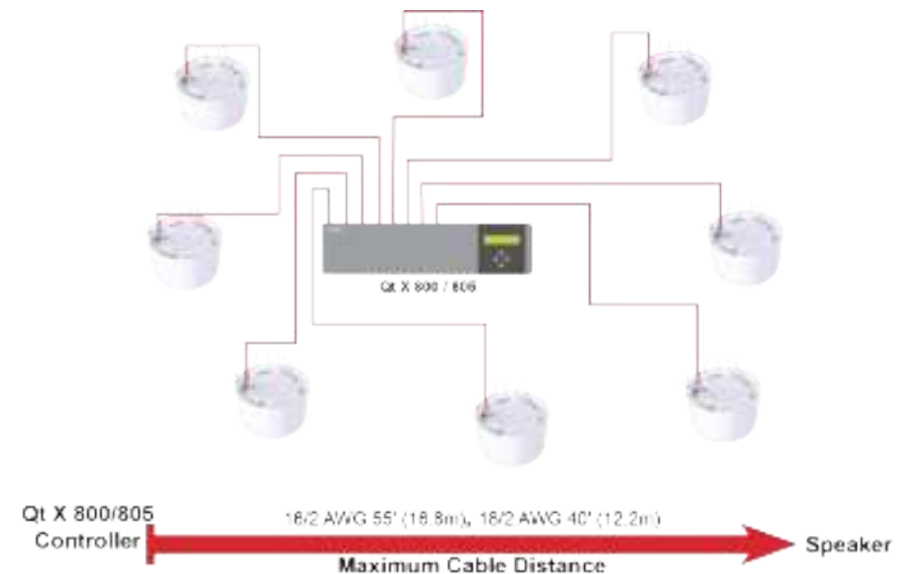 Qt X 800 / 805
Qt X 800/805
Controller
16/2 AWG 55' (16.8m), 18/2 AWG 40' (12.2m)
Speaker
Maximum Cable Distance